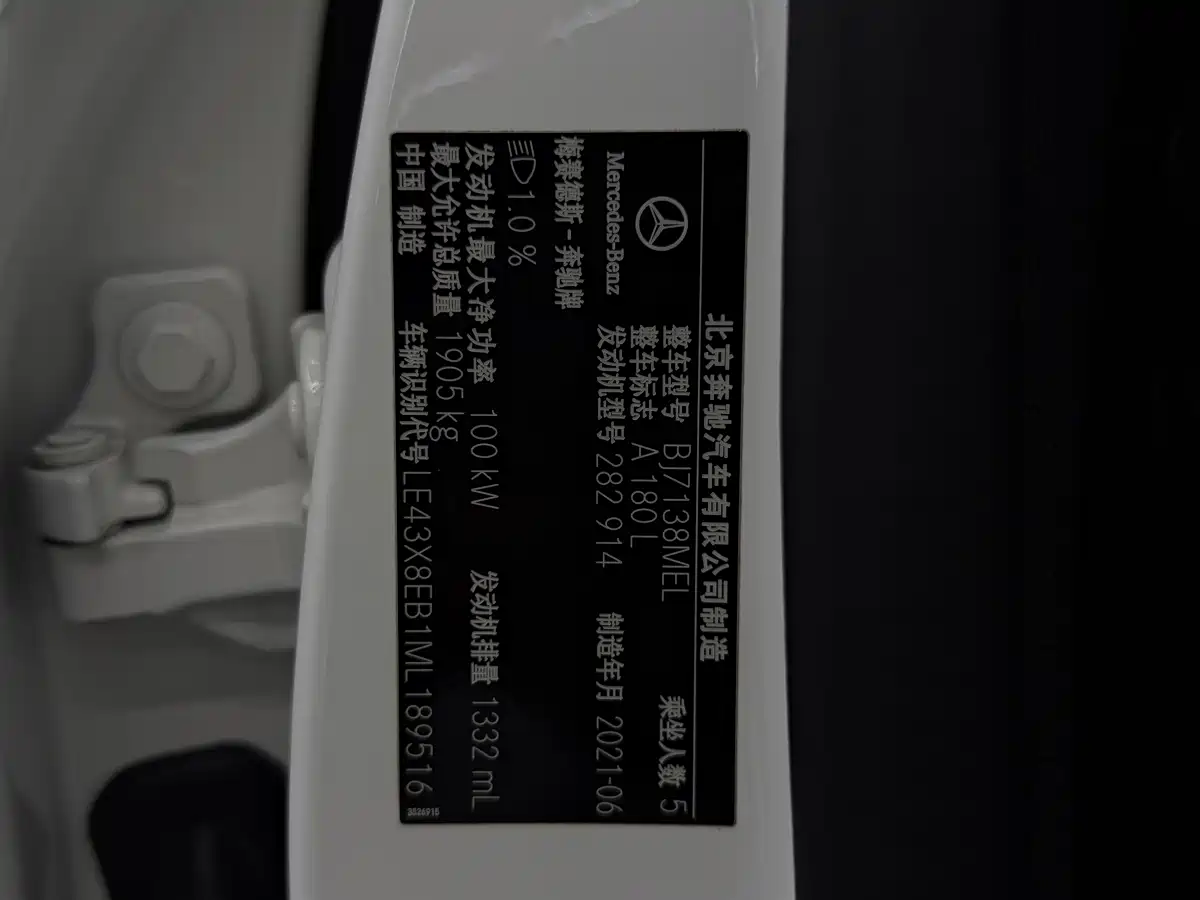 北京奔驰汽车有限公司制造
整车型号 BJ7138MEL 乘坐人数 5
整车标志 A 180 L
Mercedes-Benz 发动机型号 282 914 制造年月 2021-06
梅赛德斯-奔驰牌
1.0 %
发动机最大净功率 100 kW 发动机排量 1332 mL
最大允许总质量 1905 kg
中国 制造 车辆识别代号 LE43X8EB1ML189516
3826915